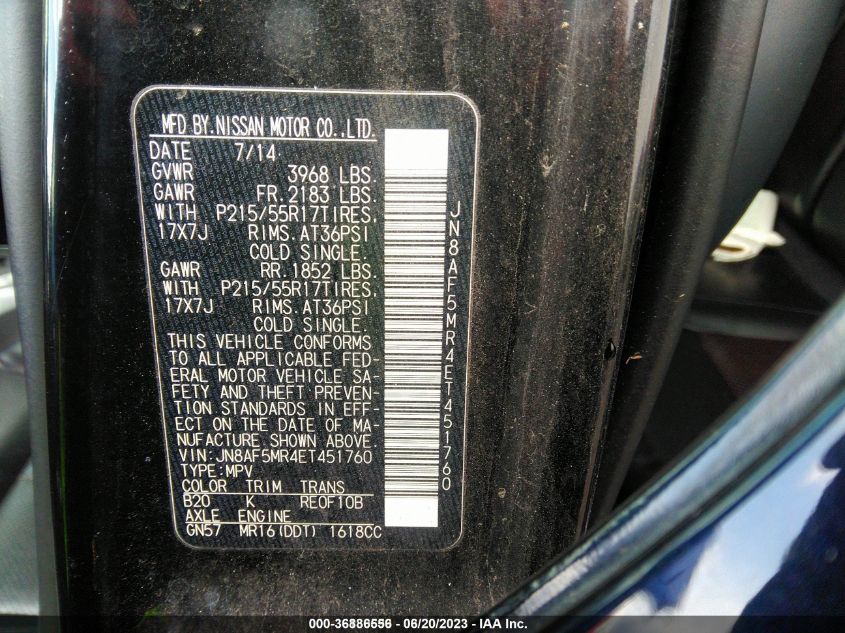 MFD BY.NISSAN MOTOR CO.,LTD.
DATE 7/14
GVWR 3968 LBS.
GAWR FR.2183 LBS.
WITH P215/55R17TIRES,
17X7J RIMS.AT36PSI
COLD SINGLE.
GAWR RR.1852 LBS.
WITH P215/55R17TIRES,
17X7J RIMS.AT36PSI
COLD SINGLE.
THIS VEHICLE CONFORMS
TO ALL APPLICABLE FED-
ERAL MOTOR VEHICLE SA-
FETY AND THEFT PREVEN-
TION STANDARDS IN EFF-
ECT ON THE DATE OF MA-
NUFACTURE SHOWN ABOVE.
VIN:JN8AF5MR4ET451760
TYPE:MPV
COLOR TRIM TRANS
B20 K RE0F10B
AXLE ENGINE
GN57 MR16(DDT) 1618CC
JN8AF5MR4ET451760
000-36886556 - 06/20/2023 - IAA Inc.